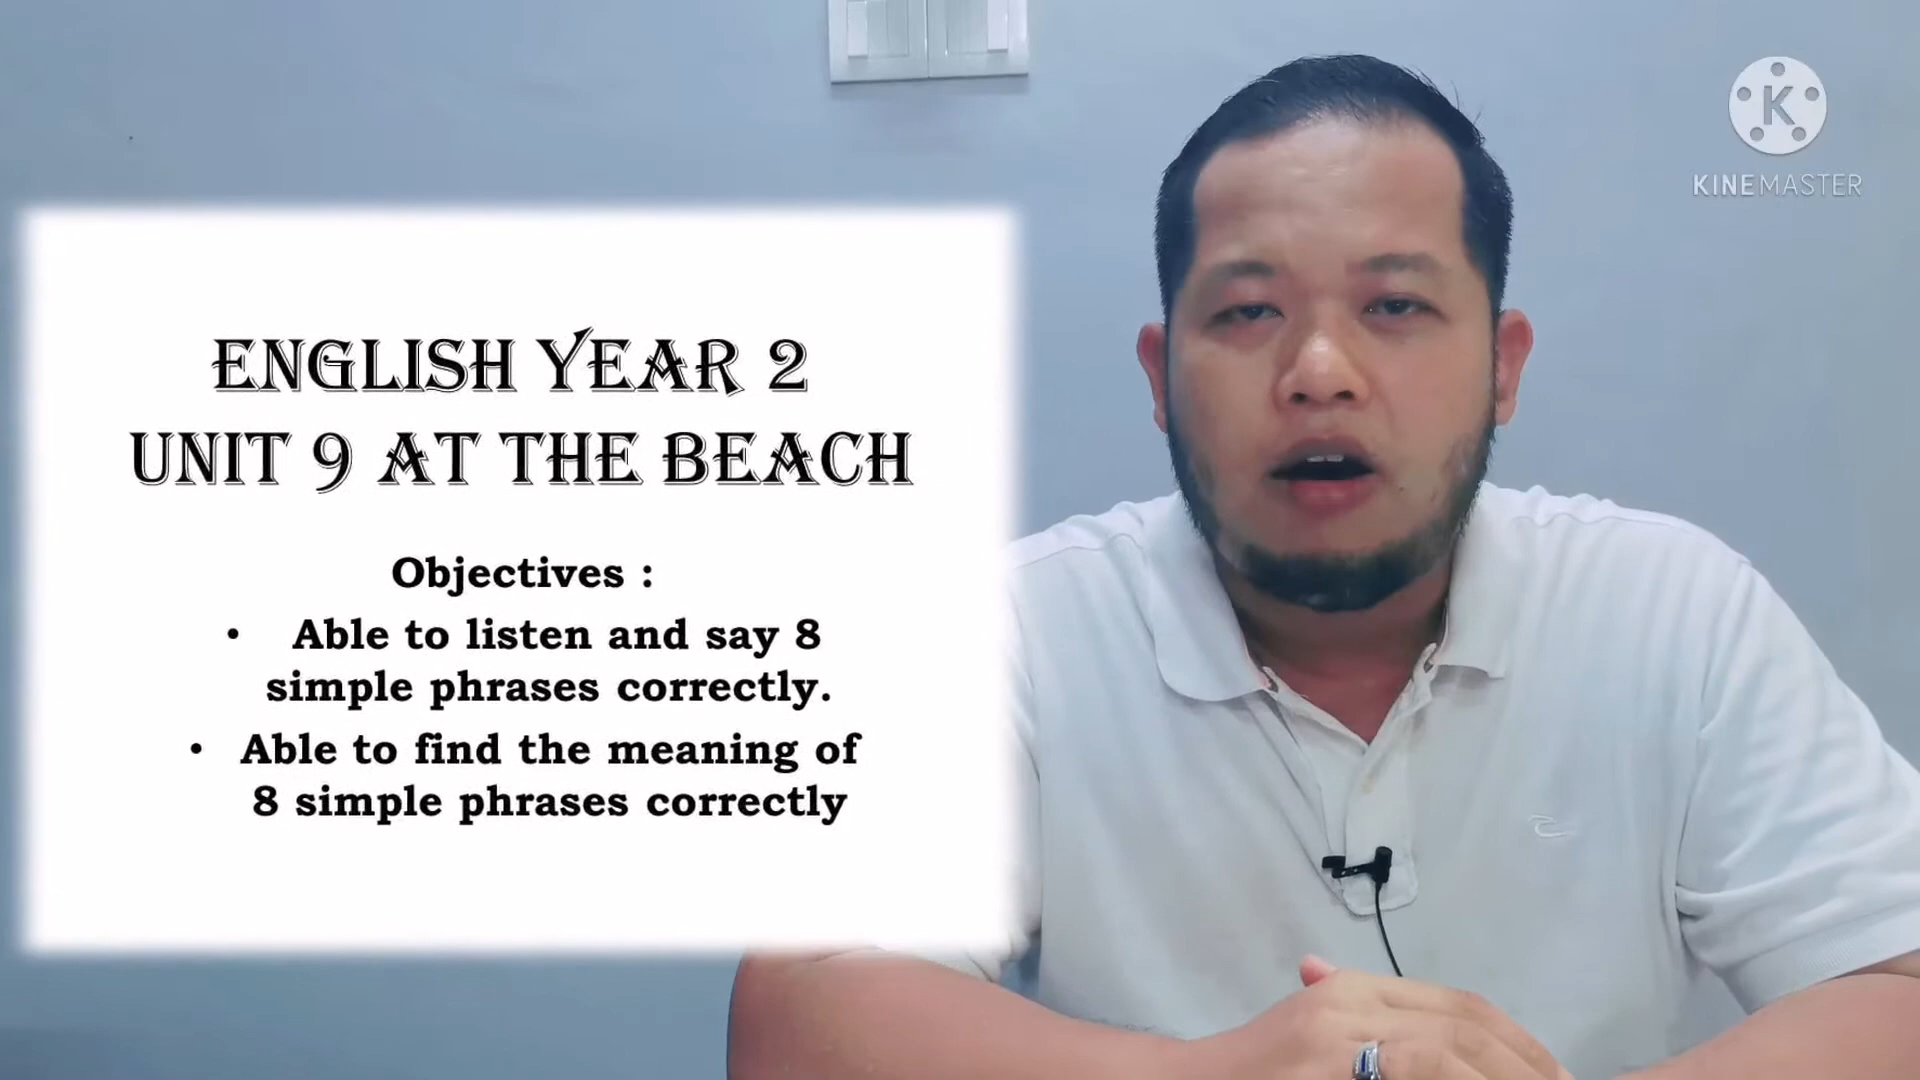 ENGLISH YEAR 2
UNIT 9 AT THE BEACH
Objectives :
• Able to listen and say 8
simple phrases correctly.
• Able to find the meaning of
8 simple phrases correctly
K
KINEMASTER